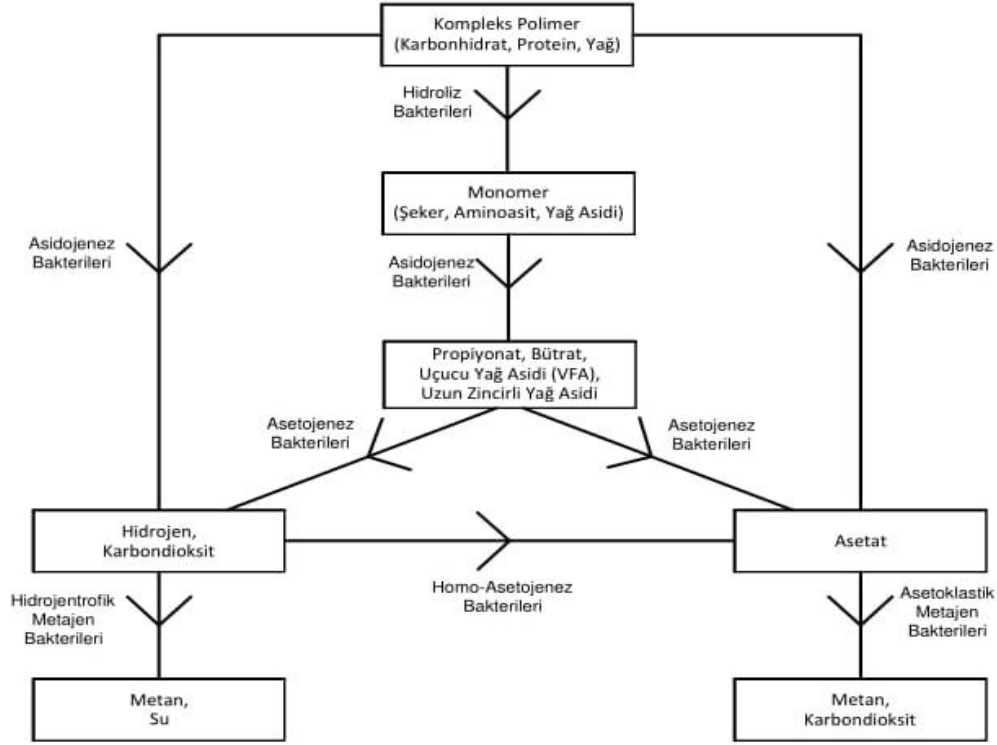 Kompleks Polimer
(Karbonhidrat, Protein, Yağ)
Hidroliz
Bakterileri
Monomer
(Şeker, Aminoasit, Yağ Asidi)
Asidojenez
Bakterileri
Asidojenez
Bakterileri
Asidojenez
Bakterileri
Propiyonat, Bütrat,
Uçucu Yağ Asidi (VFA),
Uzun Zincirli Yağ Asidi
Asetojenez
Bakterileri
Asetojenez
Bakterileri
Hidrojen,
Karbondioksit
Asetat
Homo-Asetojenez
Bakterileri
Hidrojentrofik
Metajen
Bakterileri
Asetoklastik
Metajen
Bakterileri
Metan,
Su
Metan,
Karbondioksit